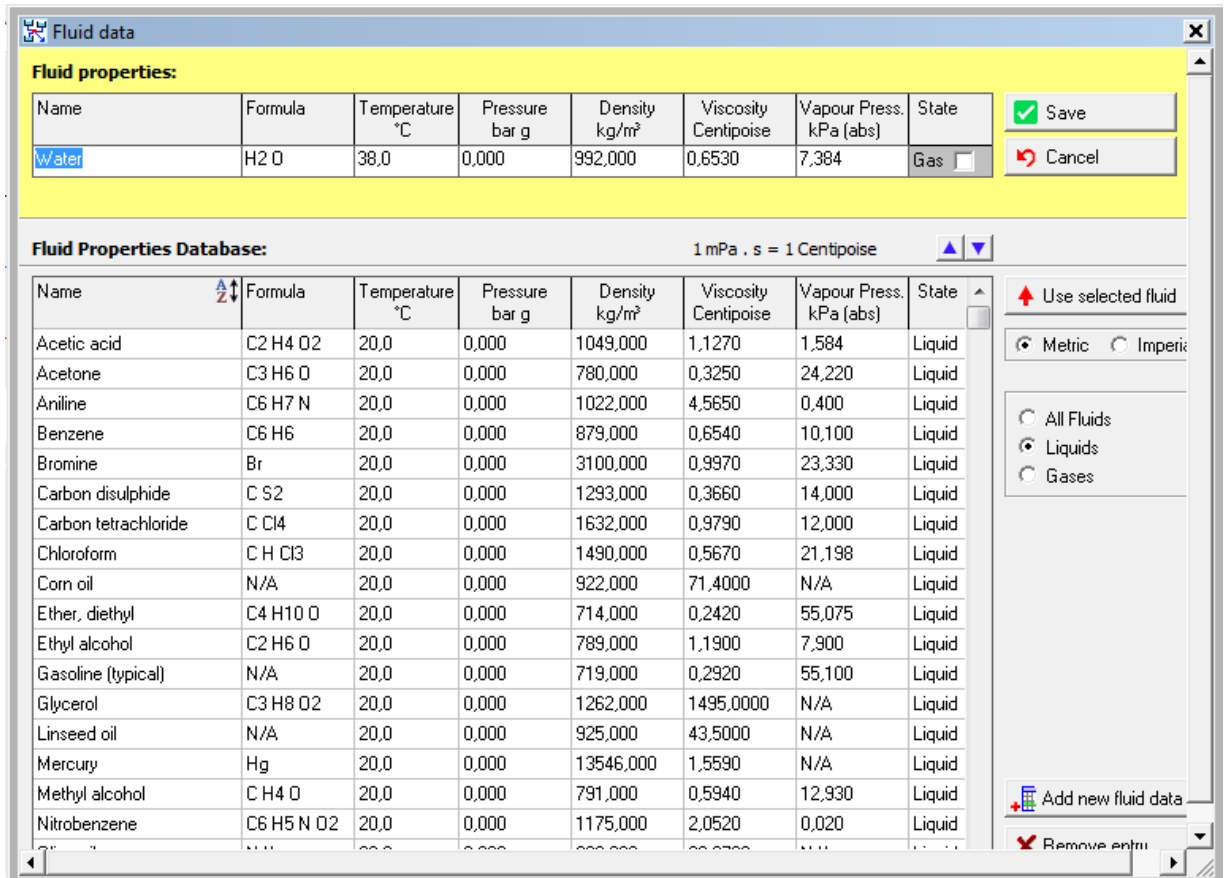 Fluid data
Fluid properties:
Name Formula Temperature °C Pressure bar g Density kg/m³ Viscosity Centipoise Vapour Press. kPa (abs) State
Water H2 O 38,0 0,000 992,000 0,6530 7,384 Gas
Save
Cancel
Fluid Properties Database: 1 mPa . s = 1 Centipoise
Name Formula Temperature °C Pressure bar g Density kg/m³ Viscosity Centipoise Vapour Press. kPa (abs) State
Acetic acid C2 H4 O2 20,0 0,000 1049,000 1,1270 1,584 Liquid
Acetone C3 H6 O 20,0 0,000 780,000 0,3250 24,220 Liquid
Aniline C6 H7 N 20,0 0,000 1022,000 4,5650 0,400 Liquid
Benzene C6 H6 20,0 0,000 879,000 0,6540 10,100 Liquid
Bromine Br 20,0 0,000 3100,000 0,9970 23,330 Liquid
Carbon disulphide C S2 20,0 0,000 1293,000 0,3660 14,000 Liquid
Carbon tetrachloride C Cl4 20,0 0,000 1632,000 0,9790 12,000 Liquid
Chloroform C H Cl3 20,0 0,000 1490,000 0,5670 21,198 Liquid
Corn oil N/A 20,0 0,000 922,000 71,4000 N/A Liquid
Ether, diethyl C4 H10 O 20,0 0,000 714,000 0,2420 55,075 Liquid
Ethyl alcohol C2 H6 O 20,0 0,000 789,000 1,1900 7,900 Liquid
Gasoline (typical) N/A 20,0 0,000 719,000 0,2920 55,100 Liquid
Glycerol C3 H8 O2 20,0 0,000 1262,000 1495,0000 N/A Liquid
Linseed oil N/A 20,0 0,000 925,000 43,5000 N/A Liquid
Mercury Hg 20,0 0,000 13546,000 1,5590 N/A Liquid
Methyl alcohol C H4 O 20,0 0,000 791,000 0,5940 12,930 Liquid
Nitrobenzene C6 H5 N O2 20,0 0,000 1175,000 2,0520 0,020 Liquid
Use selected fluid
Metric Imperia
All Fluids
Liquids
Gases
Add new fluid data
Remove entry